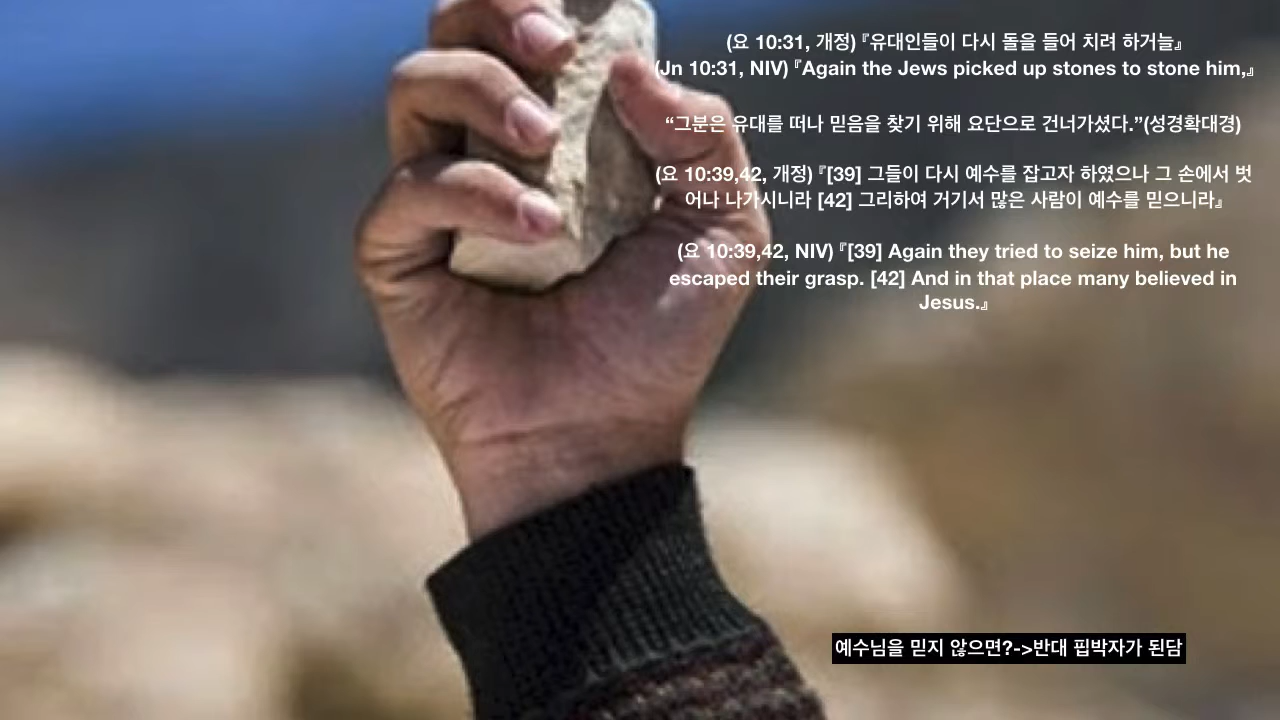 (요 10:31, 개정)『유대인들이 다시 돌을 들어 치려 하거늘』
(Jn 10:31, NIV)『Again the Jews picked up stones to stone him,』
“그분은 유대를 떠나 믿음을 찾기 위해 요단으로 건너가셨다.”(성경확대경)
(요 10:39,42, 개정)『[39] 그들이 다시 예수를 잡고자 하였으나 그 손에서 벗
어나 나가시니라 [42] 그리하여 거기서 많은 사람이 예수를 믿으니라』
(요 10:39,42, NIV)『[39] Again they tried to seize him, but he
escaped their grasp. [42] And in that place many believed in
Jesus.』
예수님을 믿지 않으면?->반대 핍박자가 된담